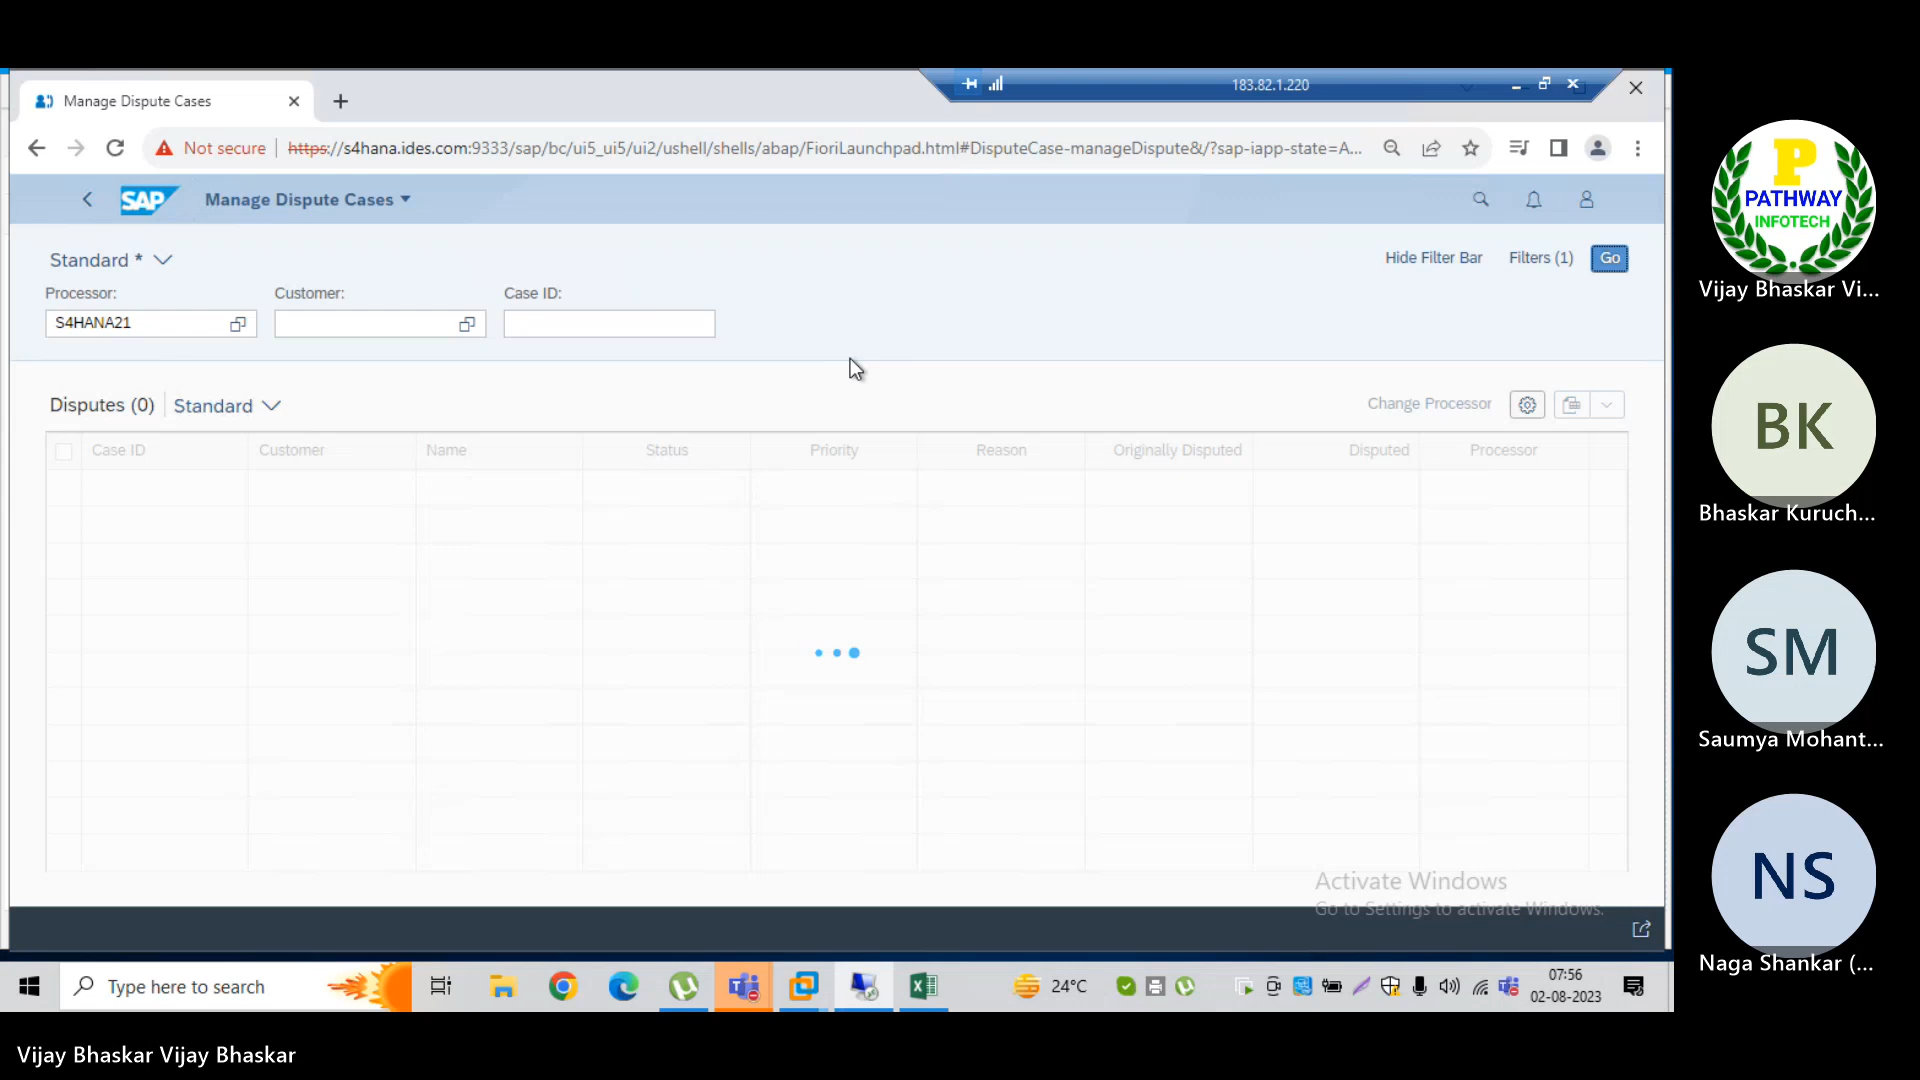 183.82.1.220
Manage Dispute Cases
Not secure
https://s4hana.ides.com:9333/sap/bc/ui5_ui5/ui2/ushell/shells/abap/FioriLaunchpad.html#DisputeCase-manageDispute&/?sap-iapp-state=A...
SAP
Manage Dispute Cases
Standard *
Hide Filter Bar
Filters (1)
Go
Processor:
Customer:
Case ID:
S4HANA21
Disputes (0)
Standard
Change Processor
Case ID
Customer
Name
Status
Priority
Reason
Originally Disputed
Disputed
Processor
Activate Windows
Go to Settings to activate Windows.
Type here to search
24°C
07:56
02-08-2023
P
PATHWAY
INFOTECH
Vijay Bhaskar Vi...
BK
Bhaskar Kuruch...
SM
Saumya Mohant...
NS
Naga Shankar (...
Vijay Bhaskar Vijay Bhaskar